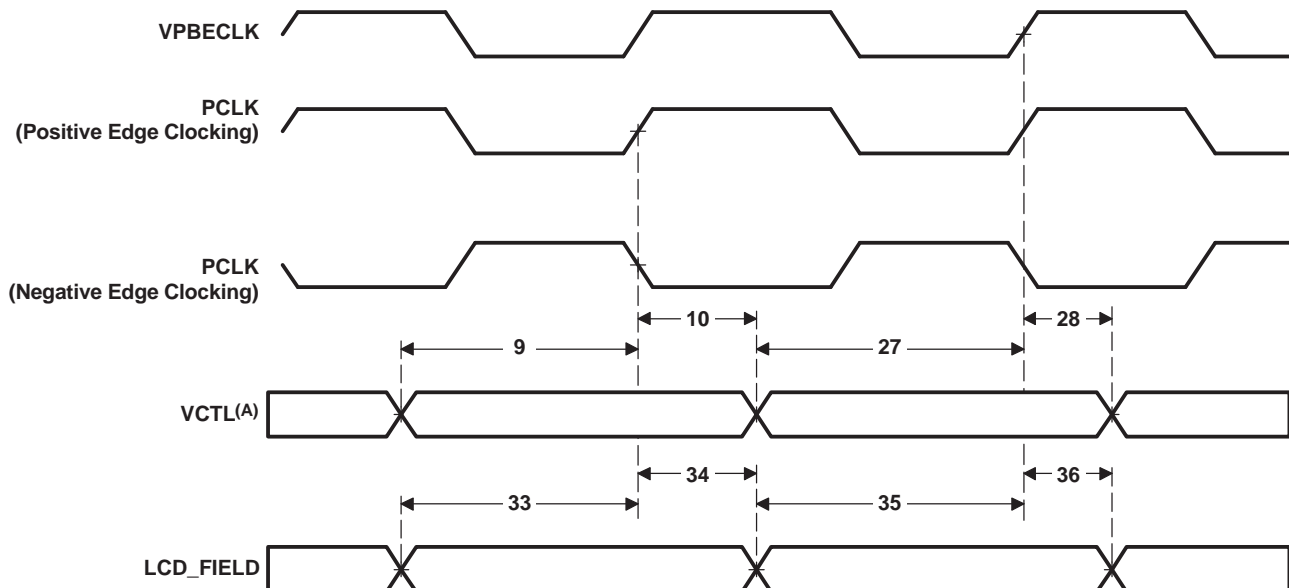 VPBECLK
PCLK
(Positive Edge Clocking)
PCLK
(Negative Edge Clocking)
10
28
9
27
VCTL(A)
34
36
33
35
LCD_FIELD